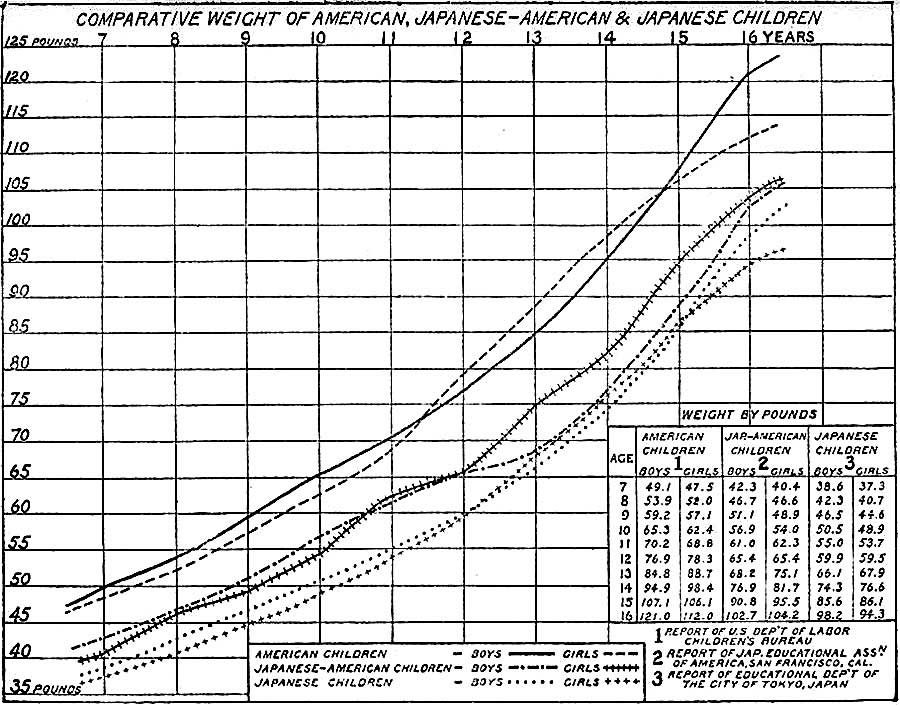 COMPARATIVE WEIGHT OF AMERICAN, JAPANESE-AMERICAN & JAPANESE CHILDREN
125 POUNDS 7 8 9 10 11 12 13 14 15 16 YEARS
120
115
110
105
100
95
90
85
80
75
70
65
60
55
50
45
40
35 POUNDS
WEIGHT BY POUNDS
AGE AMERICAN CHILDREN 1 JAP-AMERICAN CHILDREN 2 JAPANESE CHILDREN 3
BOYS GIRLS BOYS GIRLS BOYS GIRLS
7 49.1 47.5 42.3 40.4 38.6 37.3
8 53.9 52.0 46.7 46.6 42.3 40.7
9 59.2 57.1 51.1 48.9 46.5 44.6
10 65.3 62.4 56.9 54.0 50.5 48.9
11 70.2 68.8 61.0 62.3 55.0 53.7
12 76.9 78.3 65.4 65.4 59.9 59.5
13 84.8 88.7 68.2 75.1 66.1 67.9
14 94.9 98.4 76.9 81.7 74.3 76.6
15 107.1 106.1 90.8 95.5 85.6 86.1
16 121.0 112.0 102.7 104.2 98.2 94.3
AMERICAN CHILDREN - BOYS GIRLS
JAPANESE-AMERICAN CHILDREN - BOYS GIRLS
JAPANESE CHILDREN - BOYS GIRLS
1 REPORT OF U.S DEP'T OF LABOR
CHILDREN'S BUREAU
2 REPORT OF JAP. EDUCATIONAL ASSN
OF AMERICA, SAN FRANCISCO, CAL.
3 REPORT OF EDUCATIONAL DEP'T OF
THE CITY OF TOKYO, JAPAN